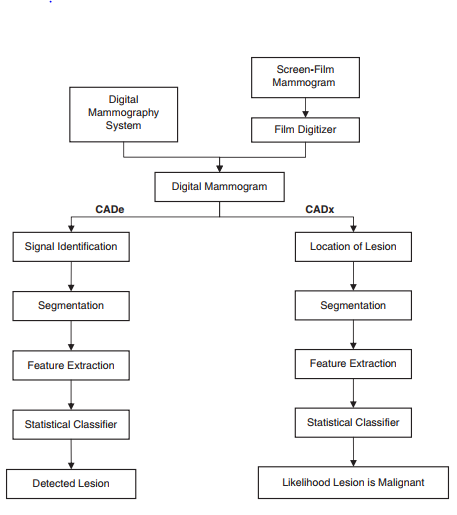 Screen-Film
Mammogram
Digital
Mammography
System
Film Digitizer
Digital Mammogram
CADe
CADx
Signal Identification
Location of Lesion
Segmentation
Segmentation
Feature Extraction
Feature Extraction
Statistical Classifier
Statistical Classifier
Detected Lesion
Likelihood Lesion is Malignant